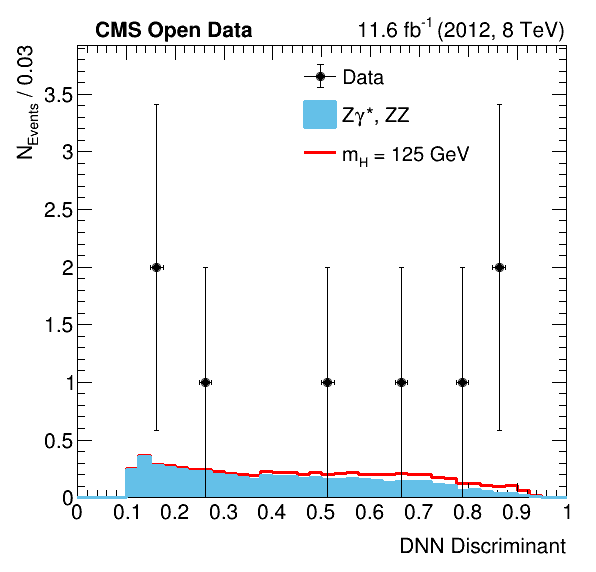 CMS Open Data 11.6 fb⁻¹ (2012, 8 TeV)
N_Events / 0.03
Data
Zγ*, ZZ
m_H = 125 GeV
3.5
3
2.5
2
1.5
1
0.5
0
0 0.1 0.2 0.3 0.4 0.5 0.6 0.7 0.8 0.9 1
DNN Discriminant